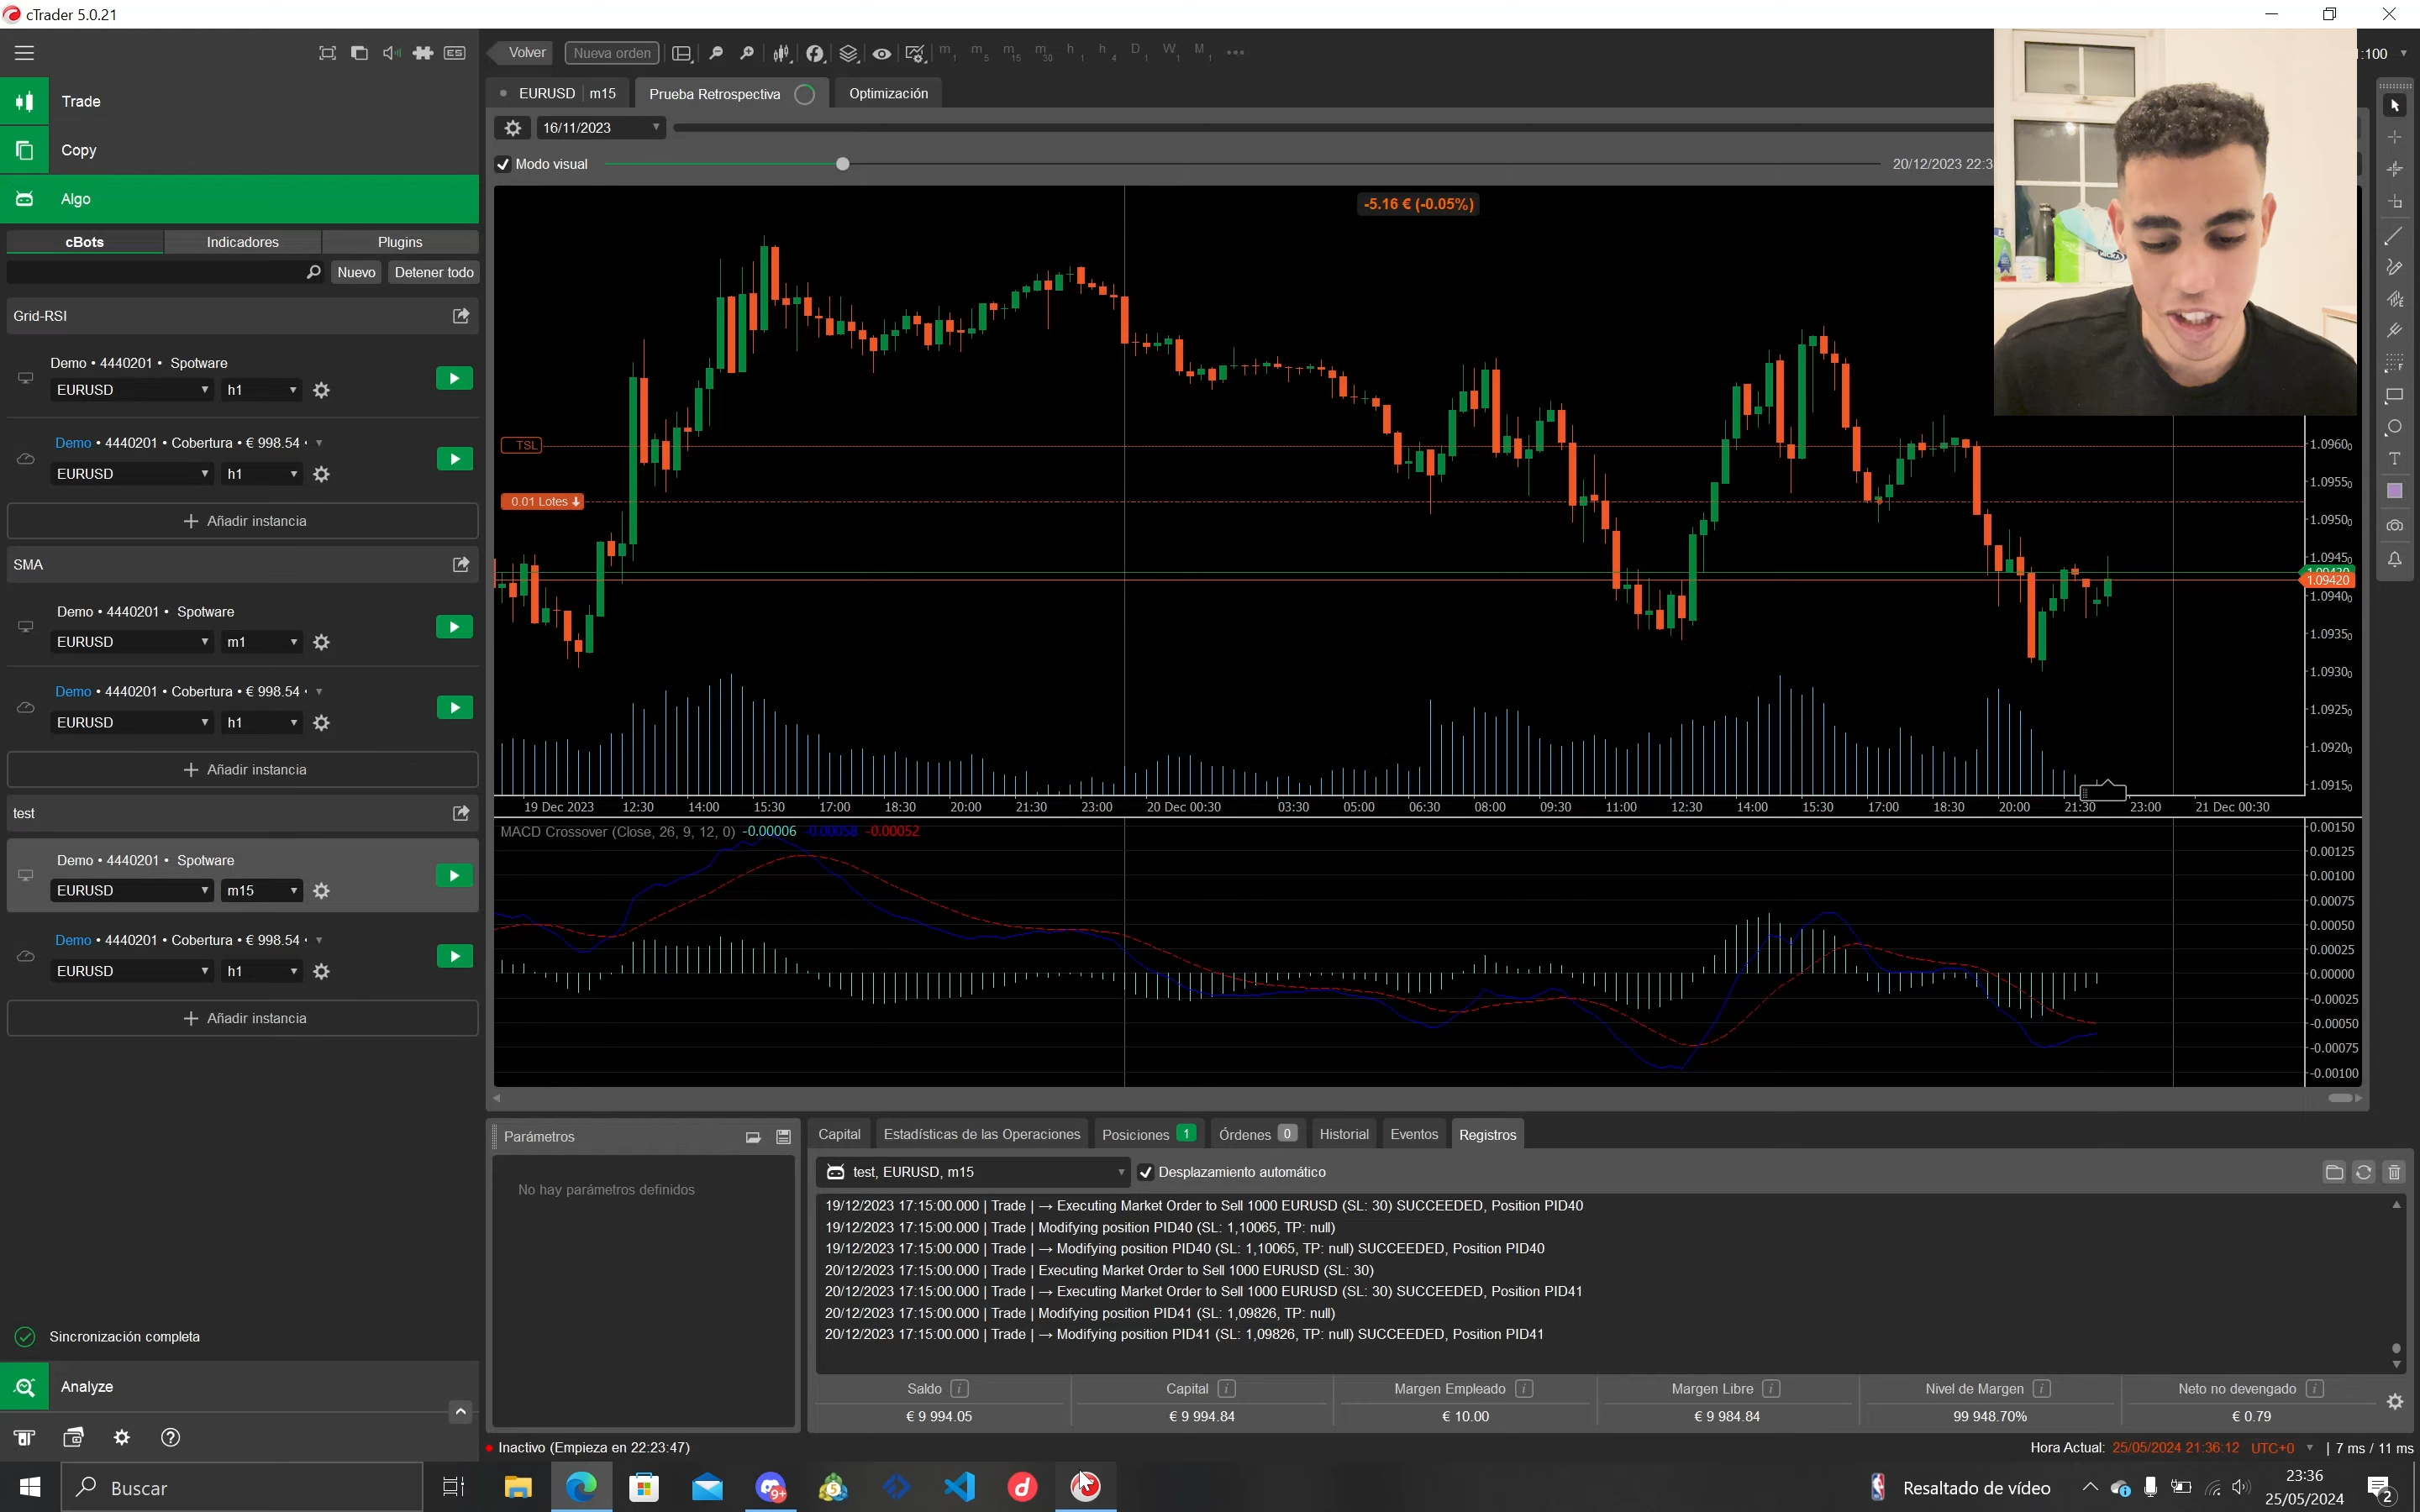 cTrader 5.0.21
ES
Volver
Nueva orden
m1 m5 m15 m30 h1 h4 D1 W1 M1
1:100
Trade
Copy
Algo
cBots Indicadores Plugins
Nuevo Detener todo
Grid-RSI
Demo • 4440201 • Spotware
EURUSD h1
Demo • 4440201 • Cobertura • € 998.54
EURUSD h1
Añadir instancia
SMA
Demo • 4440201 • Spotware
EURUSD m1
Demo • 4440201 • Cobertura • € 998.54
EURUSD h1
Añadir instancia
test
Demo • 4440201 • Spotware
EURUSD m15
Demo • 4440201 • Cobertura • € 998.54
EURUSD h1
Añadir instancia
Sincronización completa
Analyze
EURUSD m15
Prueba Retrospectiva
Optimización
16/11/2023
Modo visual
20/12/2023 22:3
-5.16 € (-0.05%)
TSL
0.01 Lotes
1.09600
1.09550
1.09500
1.09450
1.09420
1.09400
1.09350
1.09300
1.09250
1.09200
1.09150
19 Dec 2023 12:30 14:00 15:30 17:00 18:30 20:00 21:30 23:00 20 Dec 00:30 03:30 05:00 06:30 08:00 09:30 11:00 12:30 14:00 15:30 17:00 18:30 20:00 21:30 23:00 21 Dec 00:30
MACD Crossover (Close, 26, 9, 12, 0) -0.00006 -0.00058 -0.00052
0.00150
0.00125
0.00100
0.00075
0.00050
0.00025
0.00000
-0.00025
-0.00050
-0.00075
-0.00100
Parámetros
No hay parámetros definidos
Capital Estadísticas de las Operaciones Posiciones 1 Órdenes 0 Historial Eventos Registros
test, EURUSD, m15
Desplazamiento automático
19/12/2023 17:15:00.000 | Trade | → Executing Market Order to Sell 1000 EURUSD (SL: 30) SUCCEEDED, Position PID40
19/12/2023 17:15:00.000 | Trade | Modifying position PID40 (SL: 1,10065, TP: null)
19/12/2023 17:15:00.000 | Trade | → Modifying position PID40 (SL: 1,10065, TP: null) SUCCEEDED, Position PID40
20/12/2023 17:15:00.000 | Trade | Executing Market Order to Sell 1000 EURUSD (SL: 30)
20/12/2023 17:15:00.000 | Trade | → Executing Market Order to Sell 1000 EURUSD (SL: 30) SUCCEEDED, Position PID41
20/12/2023 17:15:00.000 | Trade | Modifying position PID41 (SL: 1,09826, TP: null)
20/12/2023 17:15:00.000 | Trade | → Modifying position PID41 (SL: 1,09826, TP: null) SUCCEEDED, Position PID41
Saldo Capital Margen Empleado Margen Libre Nivel de Margen Neto no devengado
€ 9 994.05 € 9 994.84 € 10.00 € 9 984.84 99 948.70% € 0.79
Inactivo (Empieza en 22:23:47)
Hora Actual: 25/05/2024 21:36:12 UTC+0 | 7 ms / 11 ms
Buscar
9+
5
Resaltado de vídeo
23:36
25/05/2024
2